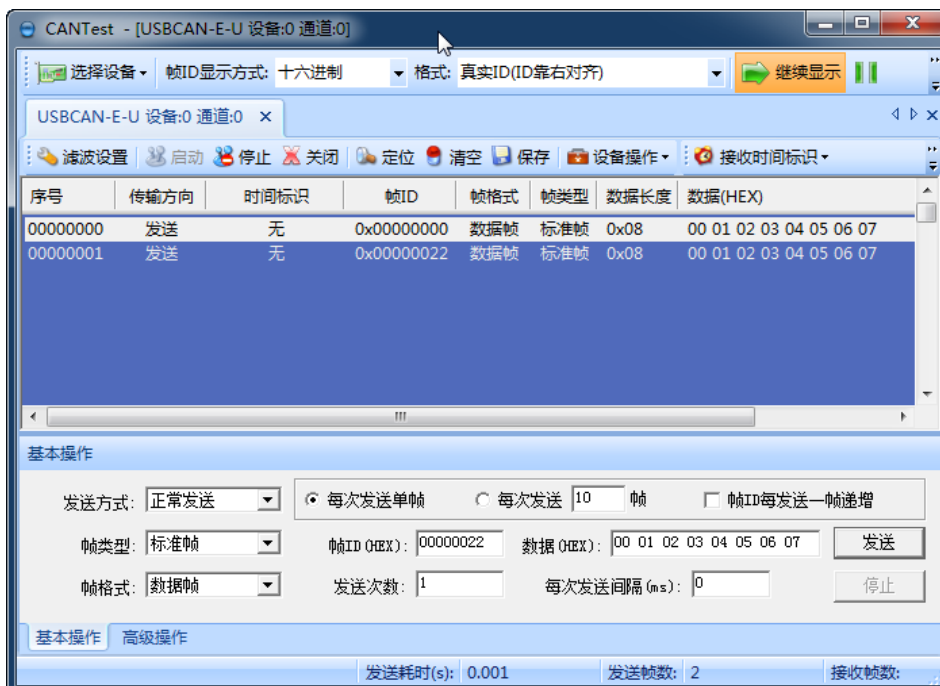 CANTest - [USBCAN-E-U 设备:0 通道:0]
选择设备 帧ID显示方式: 十六进制 格式: 真实ID(ID靠右对齐) 继续显示
USBCAN-E-U 设备:0 通道:0
滤波设置 启动 停止 关闭 定位 清空 保存 设备操作 接收时间标识
序号 传输方向 时间标识 帧ID 帧格式 帧类型 数据长度 数据(HEX)
00000000 发送 无 0x00000000 数据帧 标准帧 0x08 00 01 02 03 04 05 06 07
00000001 发送 无 0x00000022 数据帧 标准帧 0x08 00 01 02 03 04 05 06 07
基本操作
发送方式: 正常发送 每次发送单帧 每次发送 10 帧 帧ID每发送一帧递增
帧类型: 标准帧 帧ID(HEX): 00000022 数据(HEX): 00 01 02 03 04 05 06 07 发送
帧格式: 数据帧 发送次数: 1 每次发送间隔(ms): 0 停止
基本操作 高级操作
发送耗时(s): 0.001 发送帧数: 2 接收帧数: